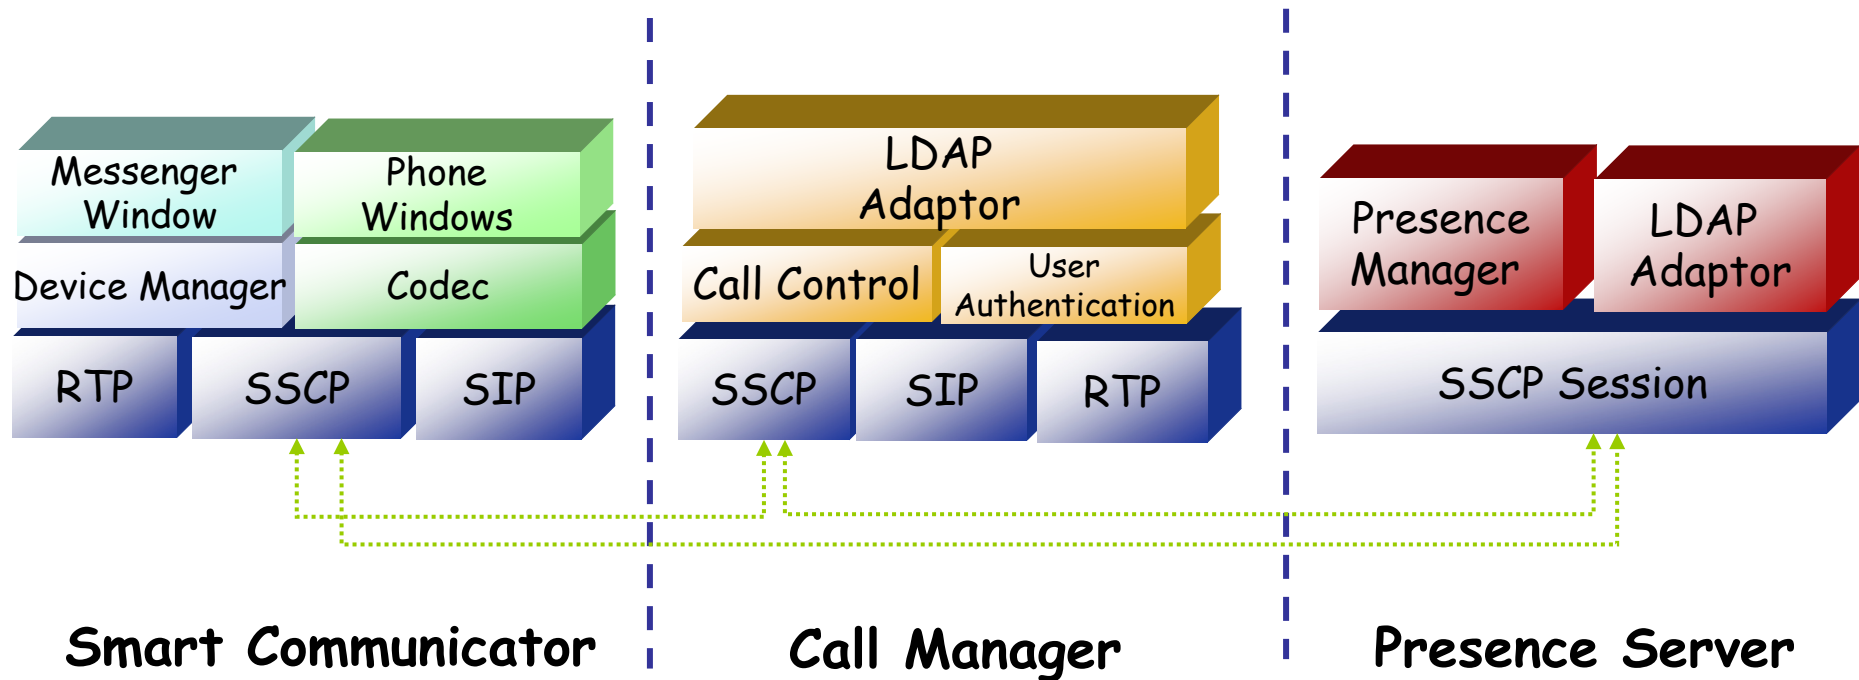 Messenger
Window
Phone
Windows
Device Manager
Codec
RTP
SSCP
SIP
Smart Communicator
LDAP
Adaptor
Call Control
User
Authentication
SSCP
SIP
RTP
Call Manager
Presence
Manager
LDAP
Adaptor
SSCP Session
Presence Server